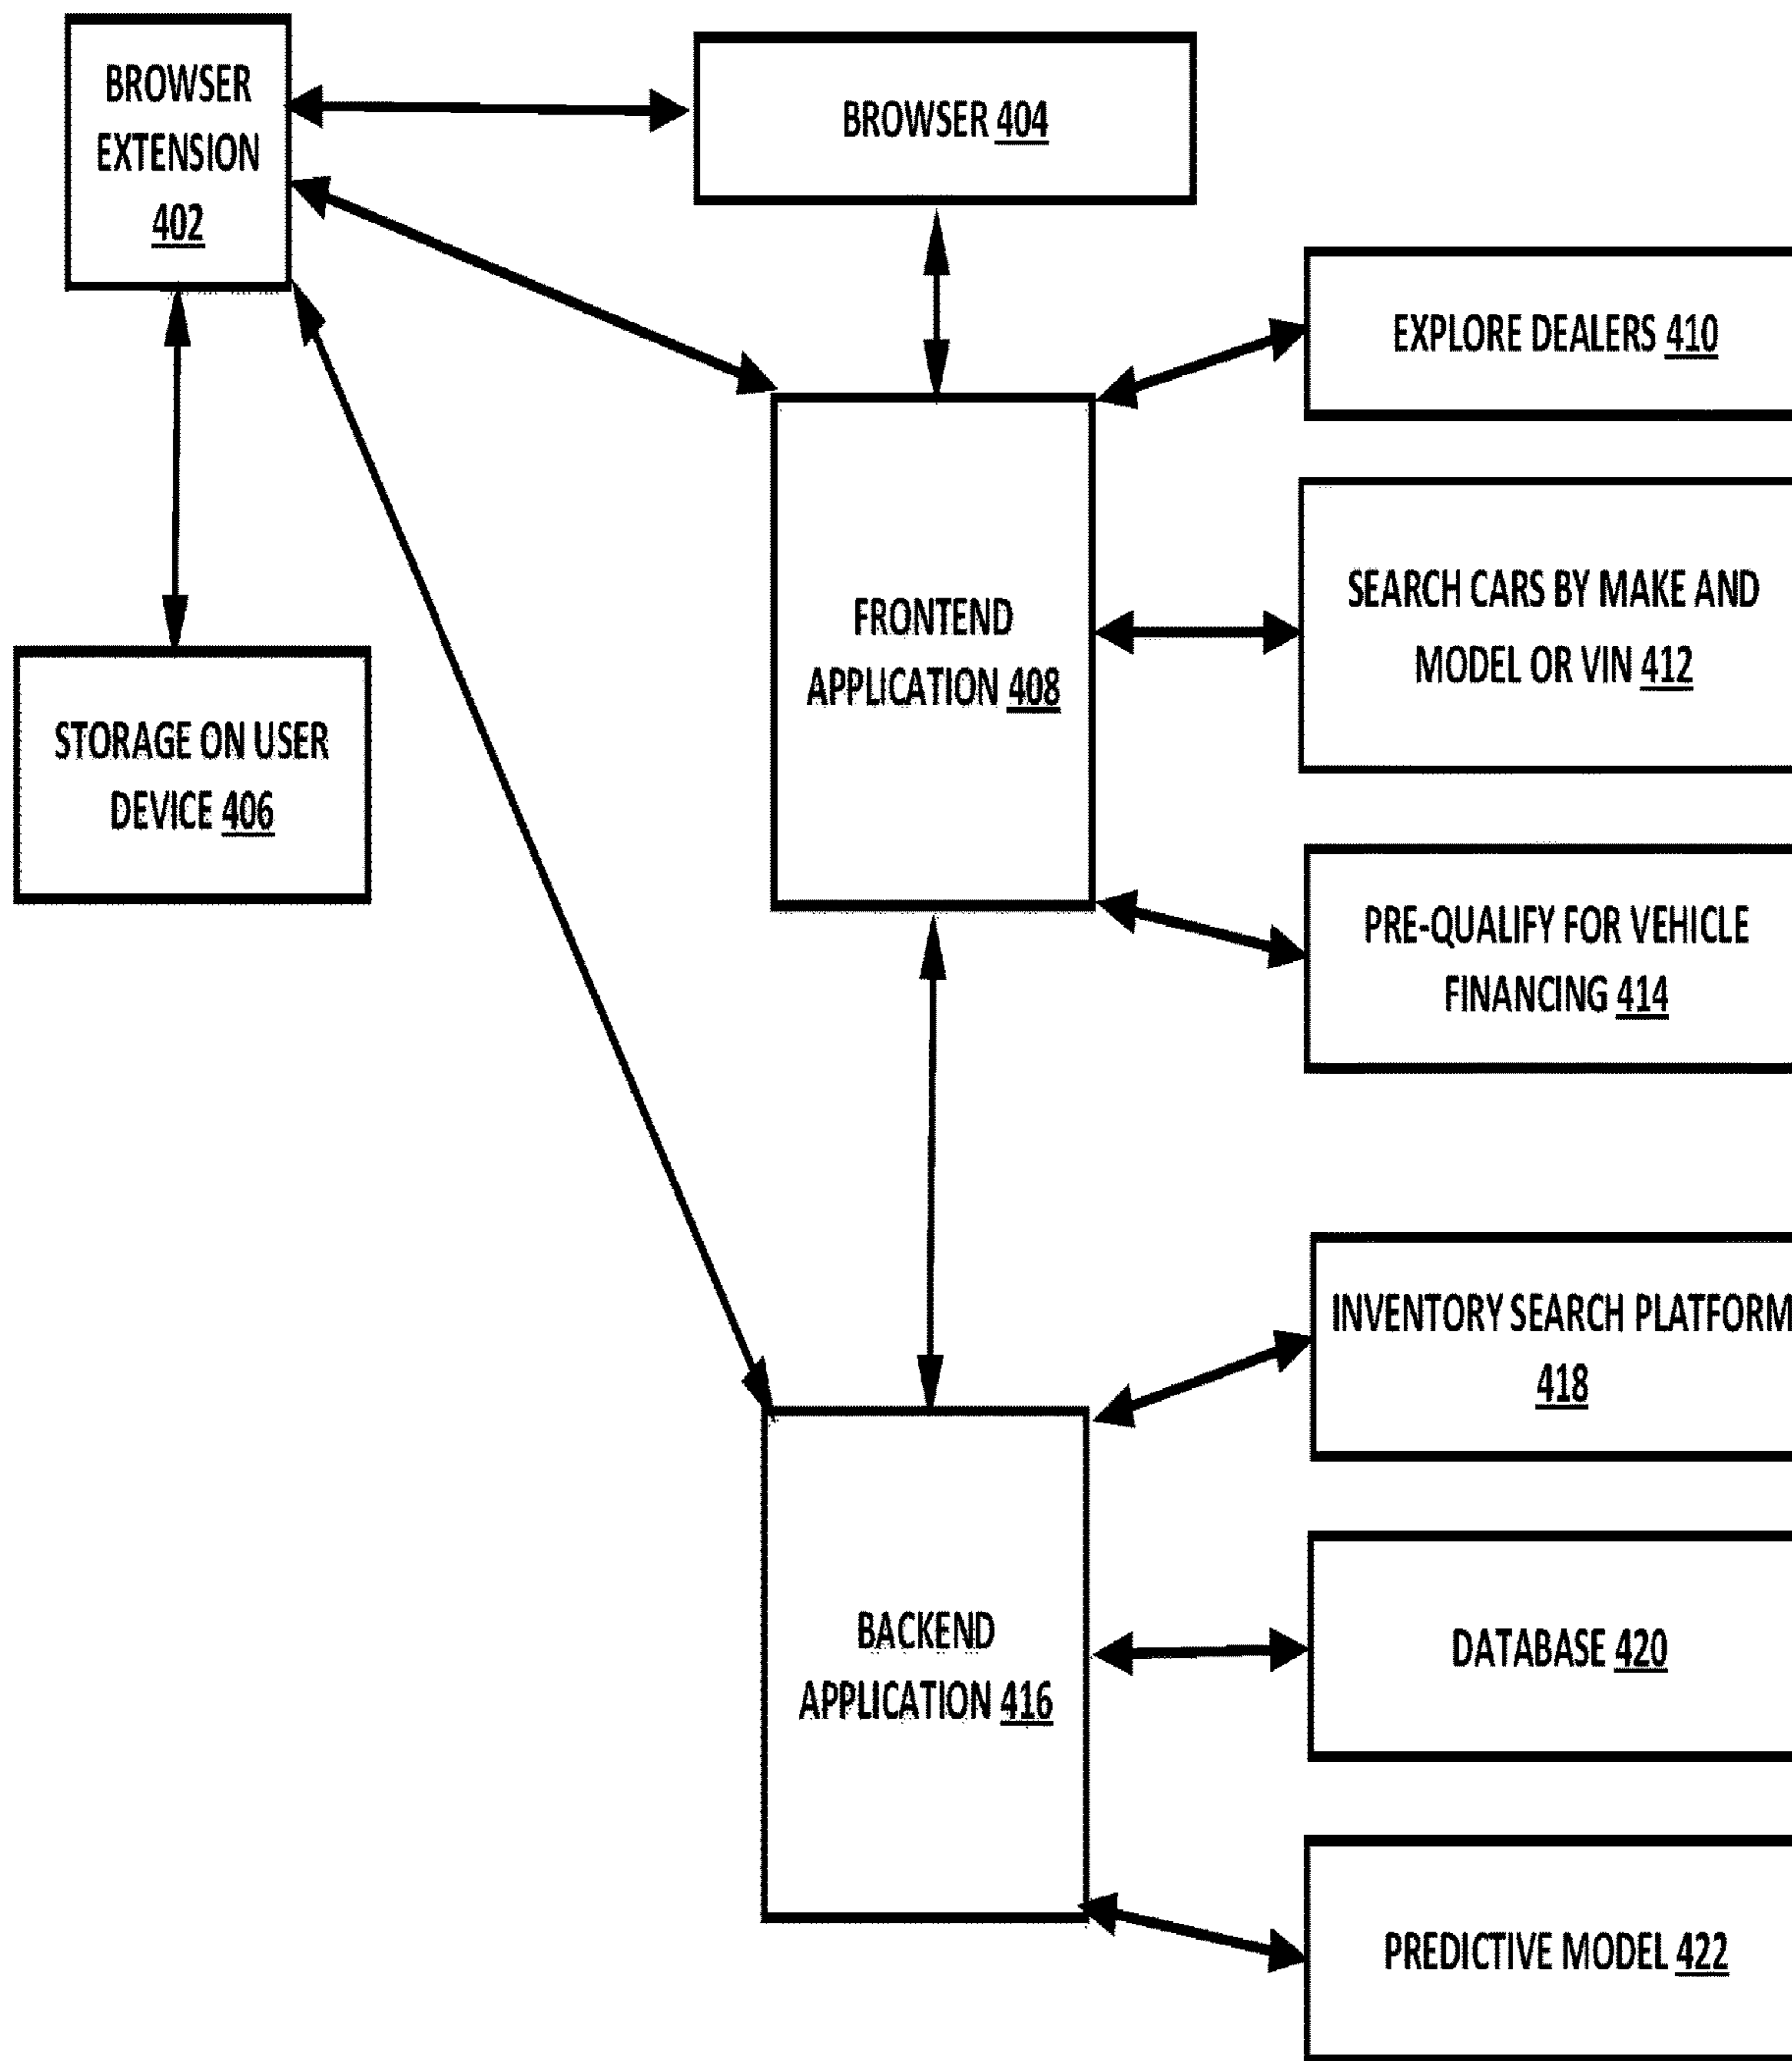 BROWSER
EXTENSION
402
BROWSER 404
EXPLORE DEALERS 410
SEARCH CARS BY MAKE AND
MODEL OR VIN 412
FRONTEND
APPLICATION 408
STORAGE ON USER
DEVICE 406
PRE-QUALIFY FOR VEHICLE
FINANCING 414
INVENTORY SEARCH PLATFORM
418
BACKEND
APPLICATION 416
DATABASE 420
PREDICTIVE MODEL 422